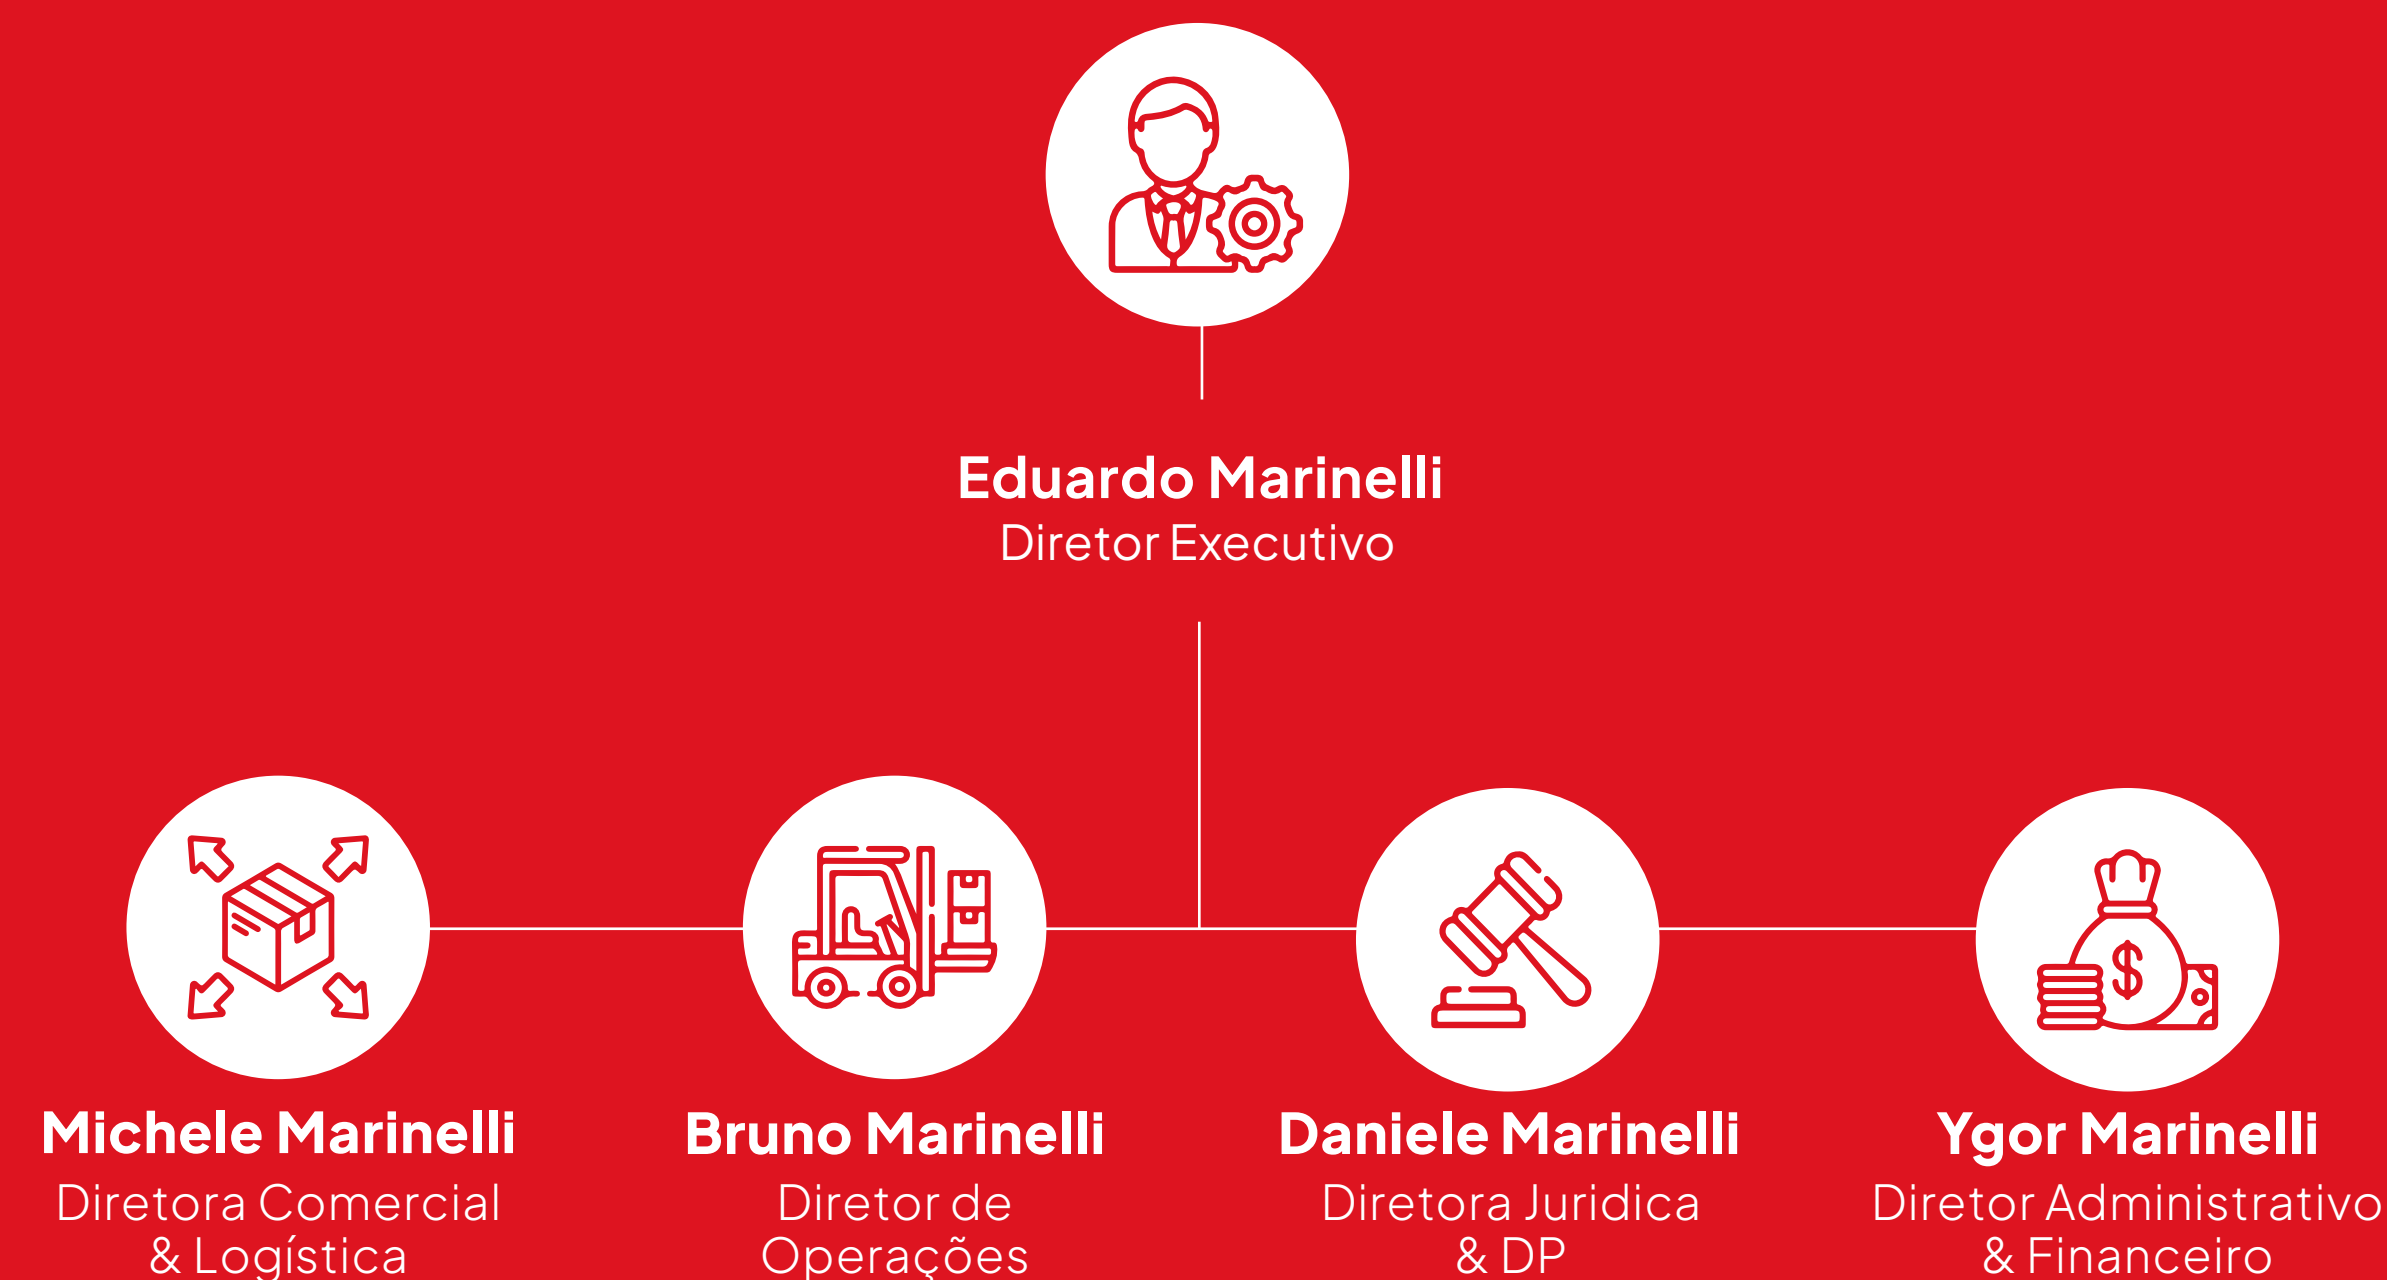 Eduardo Marinelli
Diretor Executivo
Michele Marinelli
Diretora Comercial
& Logística
Bruno Marinelli
Diretor de
Operações
Daniele Marinelli
Diretora Juridica
& DP
Ygor Marinelli
Diretor Administrativo
& Financeiro